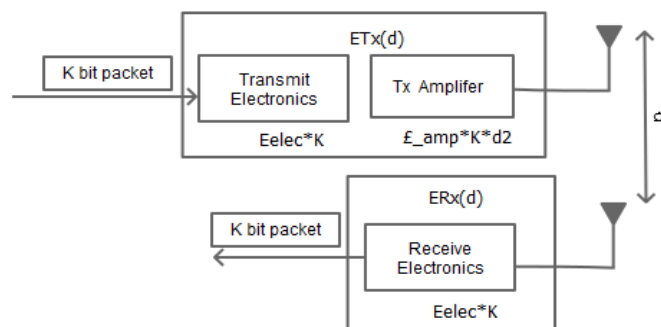 ETx(d)
K bit packet
Transmit
Electronics
Tx Amplifer
Eelec*K
£_amp*K*d2
d
ERx(d)
K bit packet
Receive
Electronics
Eelec*K